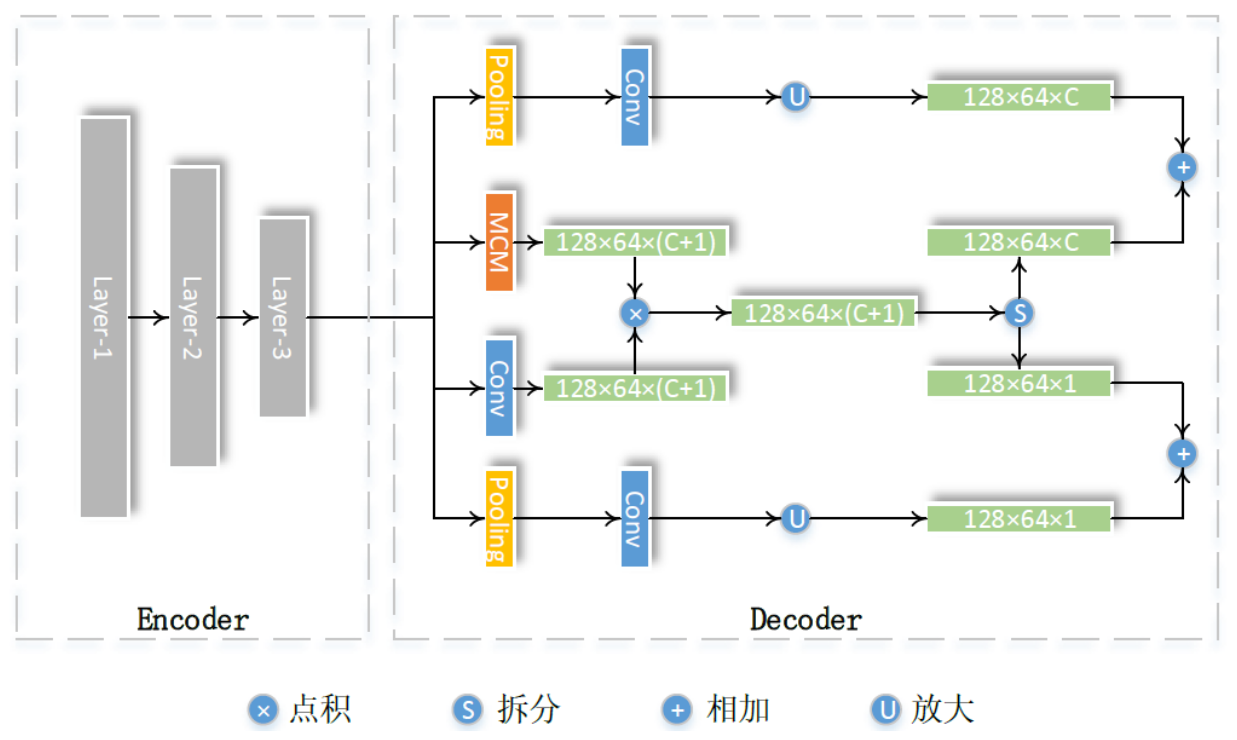 Layer-1
Layer-2
Layer-3
Encoder
Pooling
Conv
U
128×64×C
+
MCM
128×64×(C+1)
128×64×C
×
128×64×(C+1)
S
Conv
128×64×(C+1)
128×64×1
+
Pooling
Conv
U
128×64×1
Decoder
× 点积 S 拆分 + 相加 U 放大